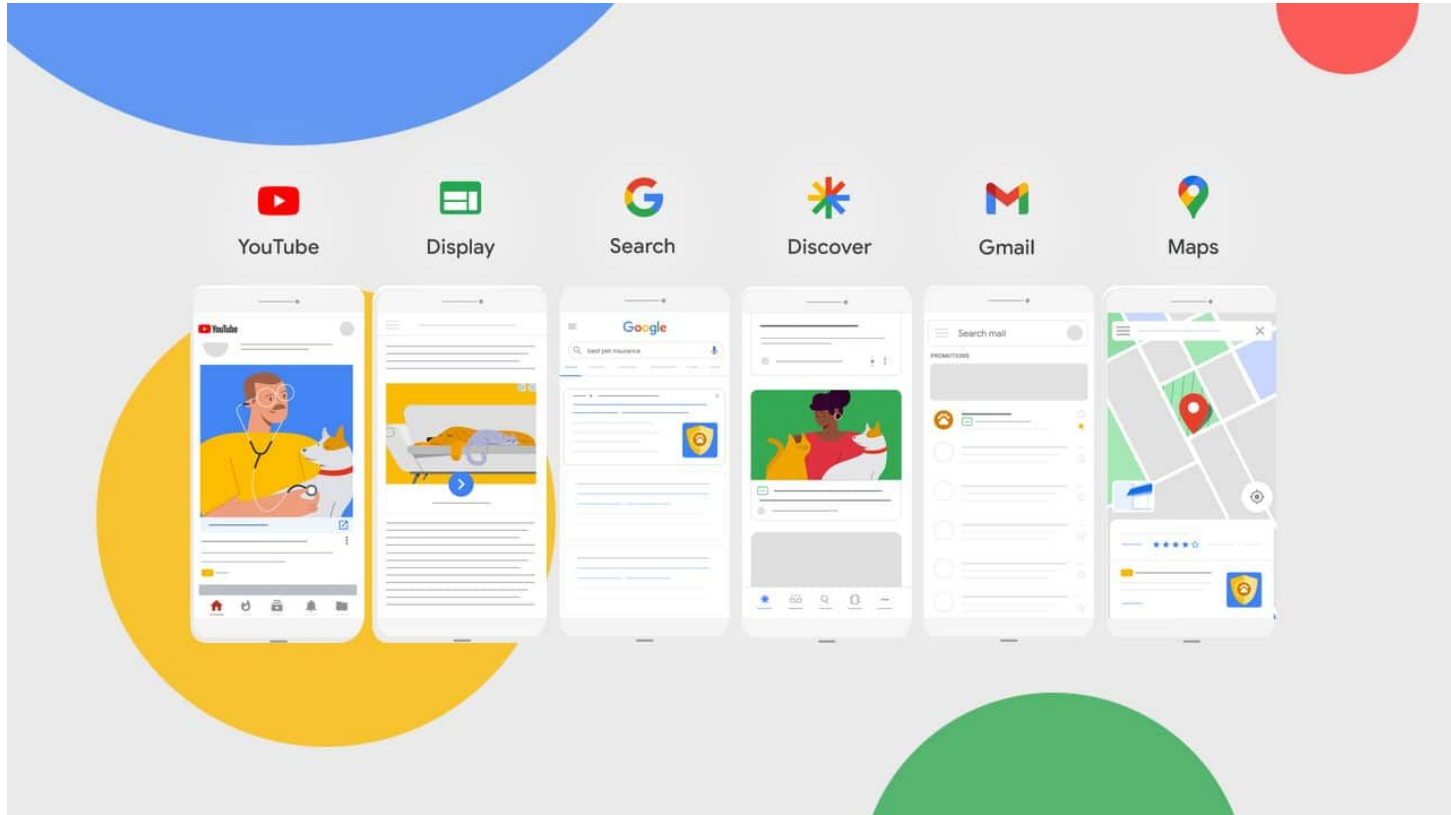 YouTube
Display
Search
Discover
Gmail
Maps
YouTube
Google
best pet insurance
Search mail
PROMOTIONS